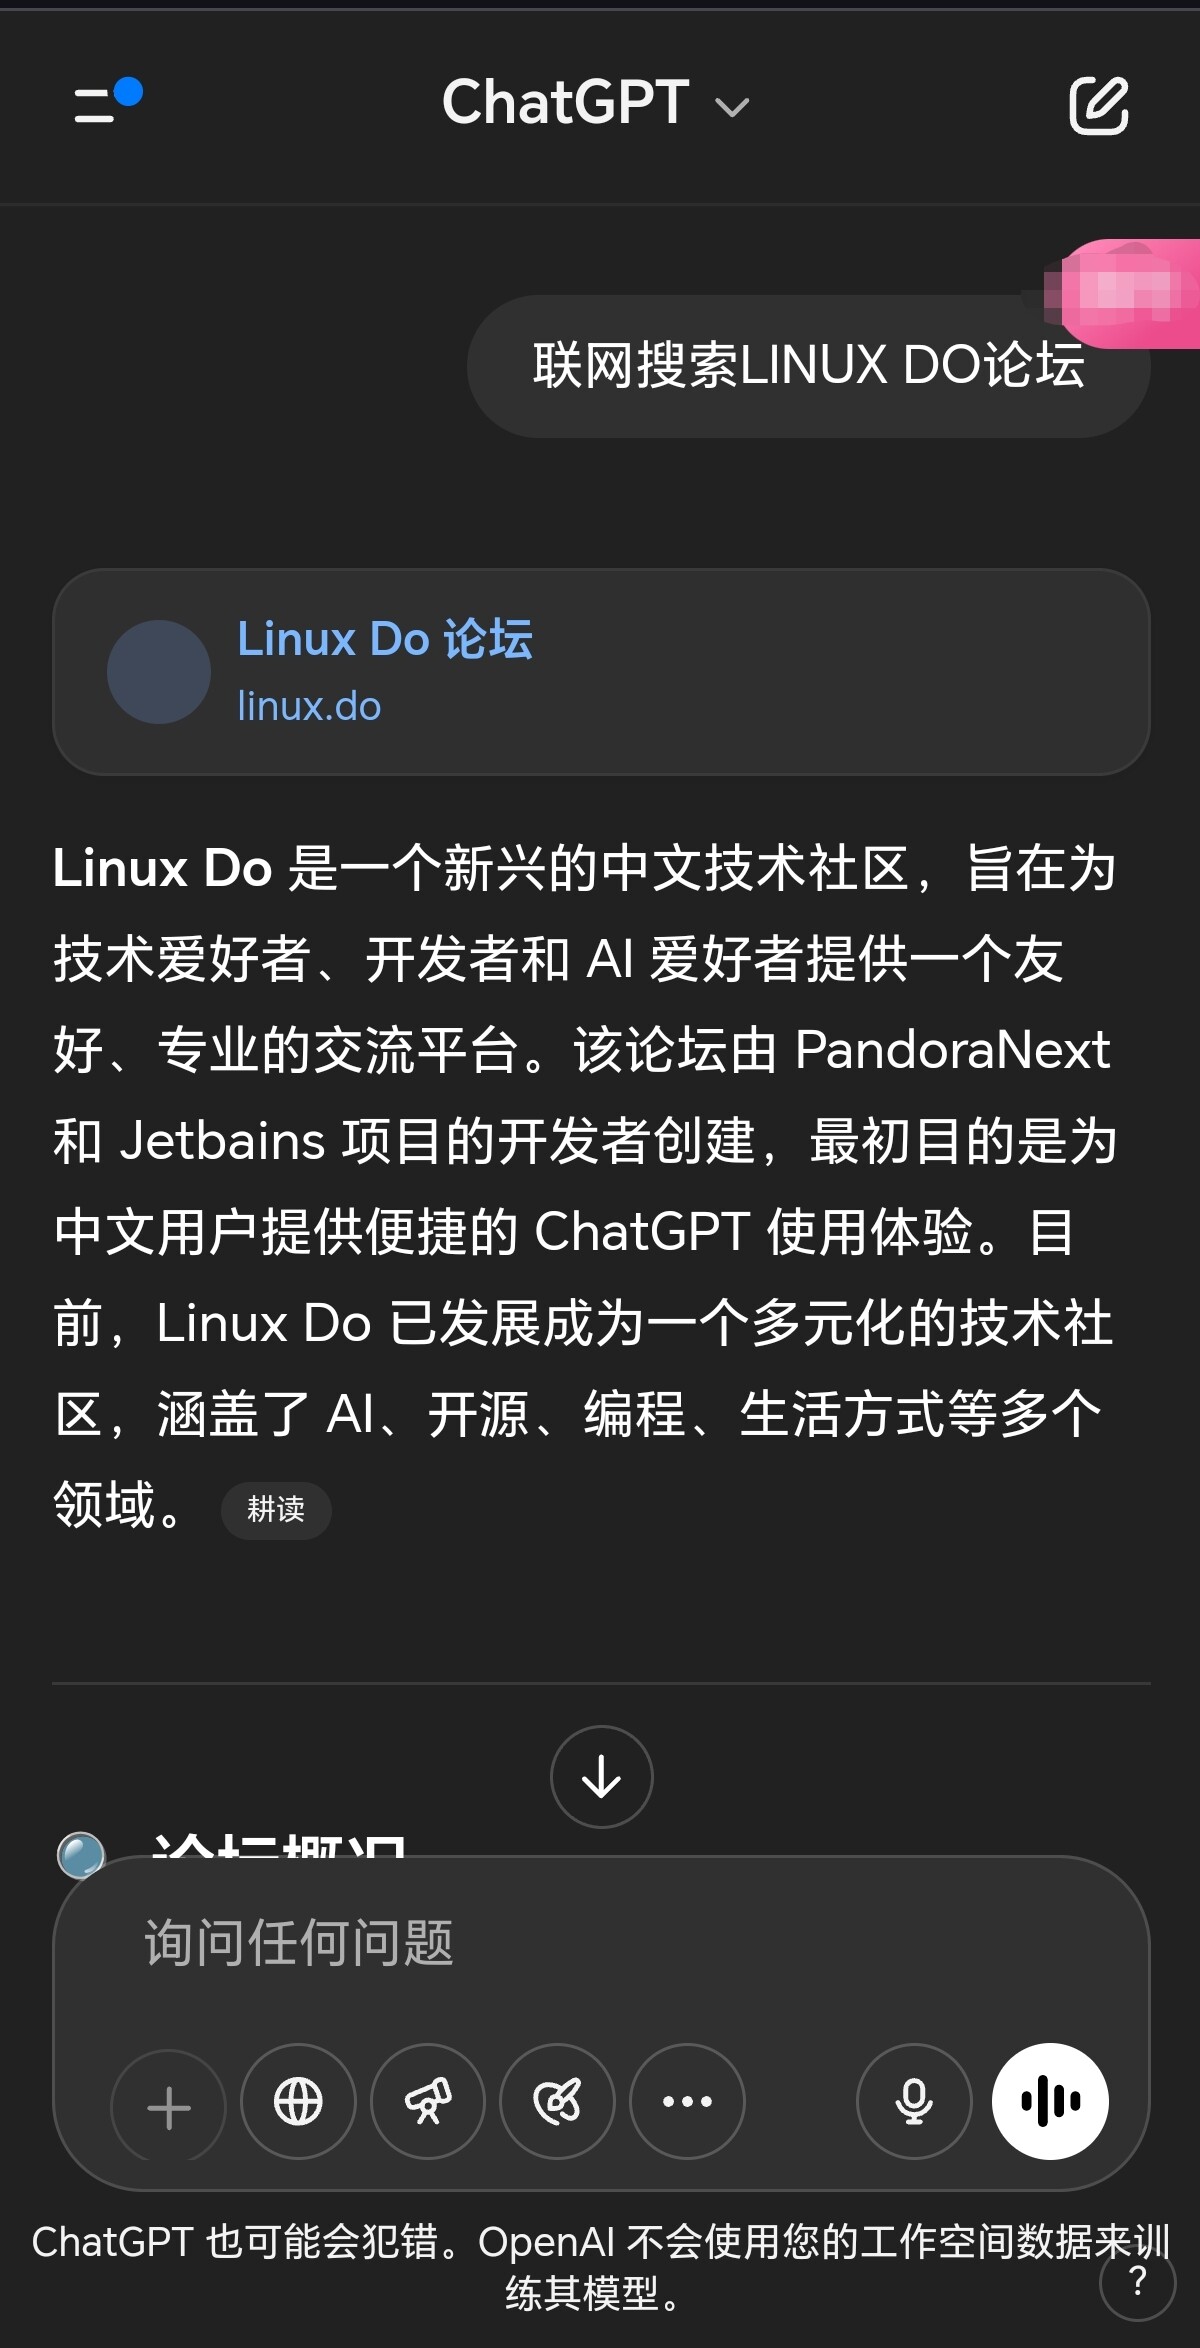 ChatGPT
联网搜索LINUX DO论坛
Linux Do 论坛
linux.do
Linux Do 是一个新兴的中文技术社区，旨在为
技术爱好者、开发者和 AI 爱好者提供一个友
好、专业的交流平台。该论坛由 PandoraNext
和 Jetbains 项目的开发者创建，最初目的是为
中文用户提供便捷的 ChatGPT 使用体验。目
前，Linux Do 已发展成为一个多元化的技术社
区，涵盖了 AI、开源、编程、生活方式等多个
领域。 耕读
论坛概况
询问任何问题
ChatGPT 也可能会犯错。OpenAI 不会使用您的工作空间数据来训
练其模型。
?